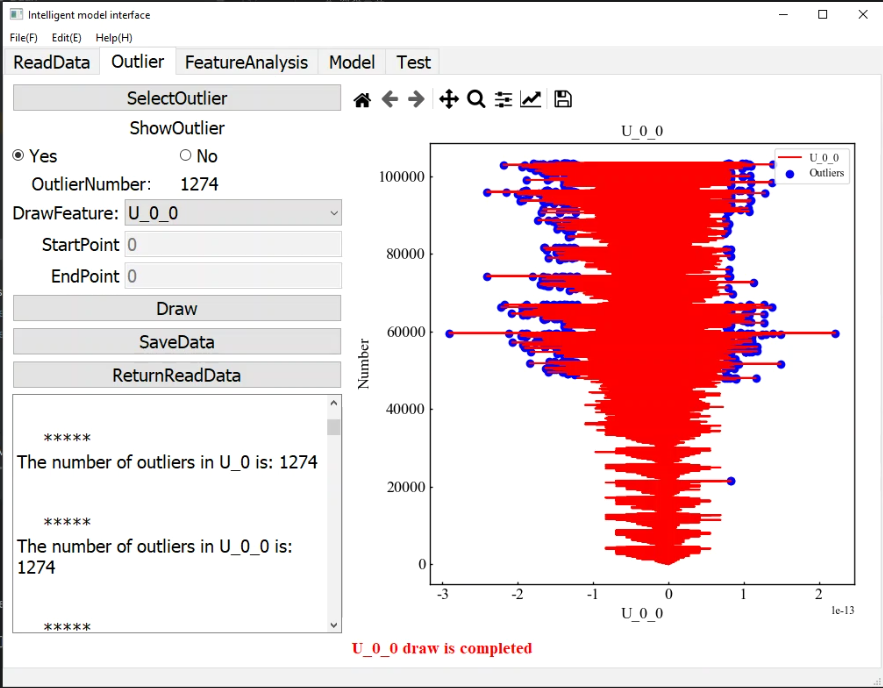 Intelligent model interface
File(F) Edit(E) Help(H)
ReadData Outlier FeatureAnalysis Model Test
SelectOutlier
ShowOutlier
Yes No
OutlierNumber: 1274
DrawFeature: U_0_0
StartPoint 0
EndPoint 0
Draw
SaveData
ReturnReadData
*****
The number of outliers in U_0 is: 1274
*****
The number of outliers in U_0_0 is:
1274
*****
U_0_0
U_0_0
Outliers
100000
80000
60000
40000
20000
0
Number
-3 -2 -1 0 1 2
1e-13
U_0_0
U_0_0 draw is completed